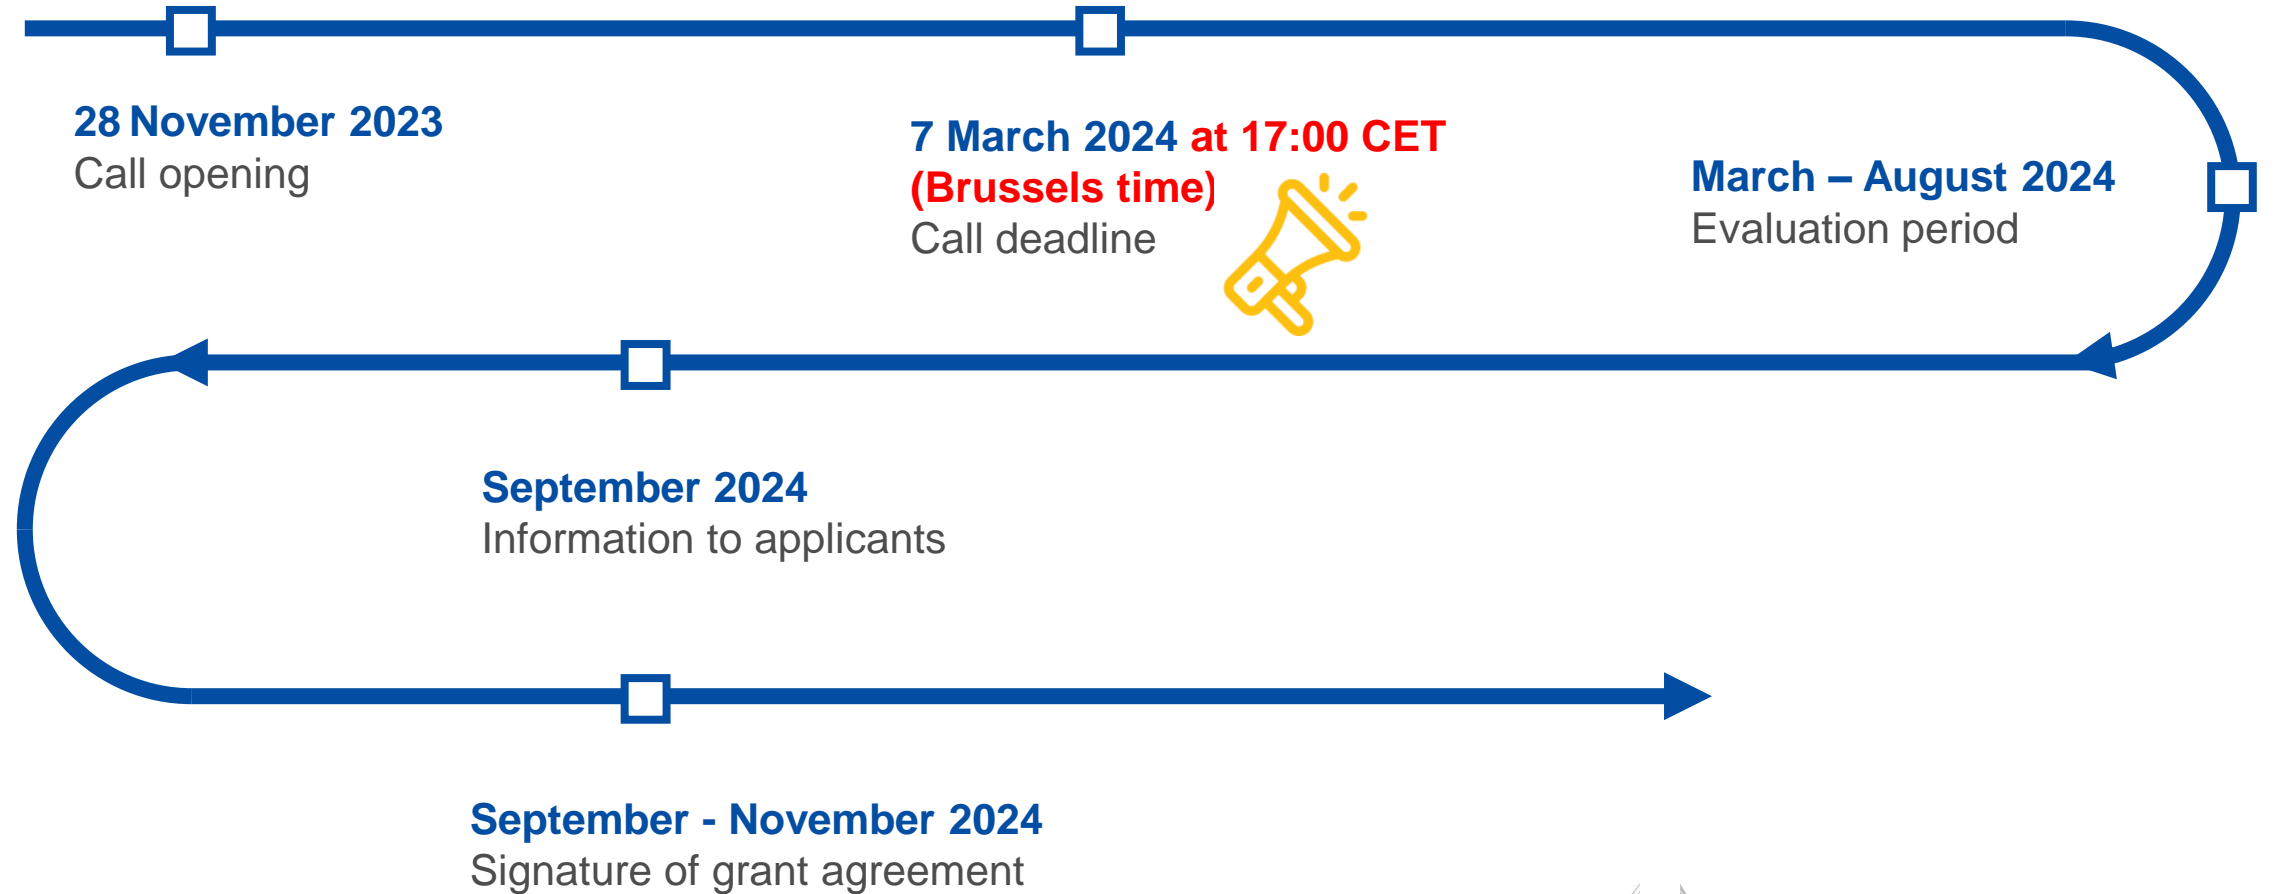 28 November 2023
Call opening
7 March 2024 at 17:00 CET
(Brussels time)
Call deadline
March – August 2024
Evaluation period
September 2024
Information to applicants
September - November 2024
Signature of grant agreement